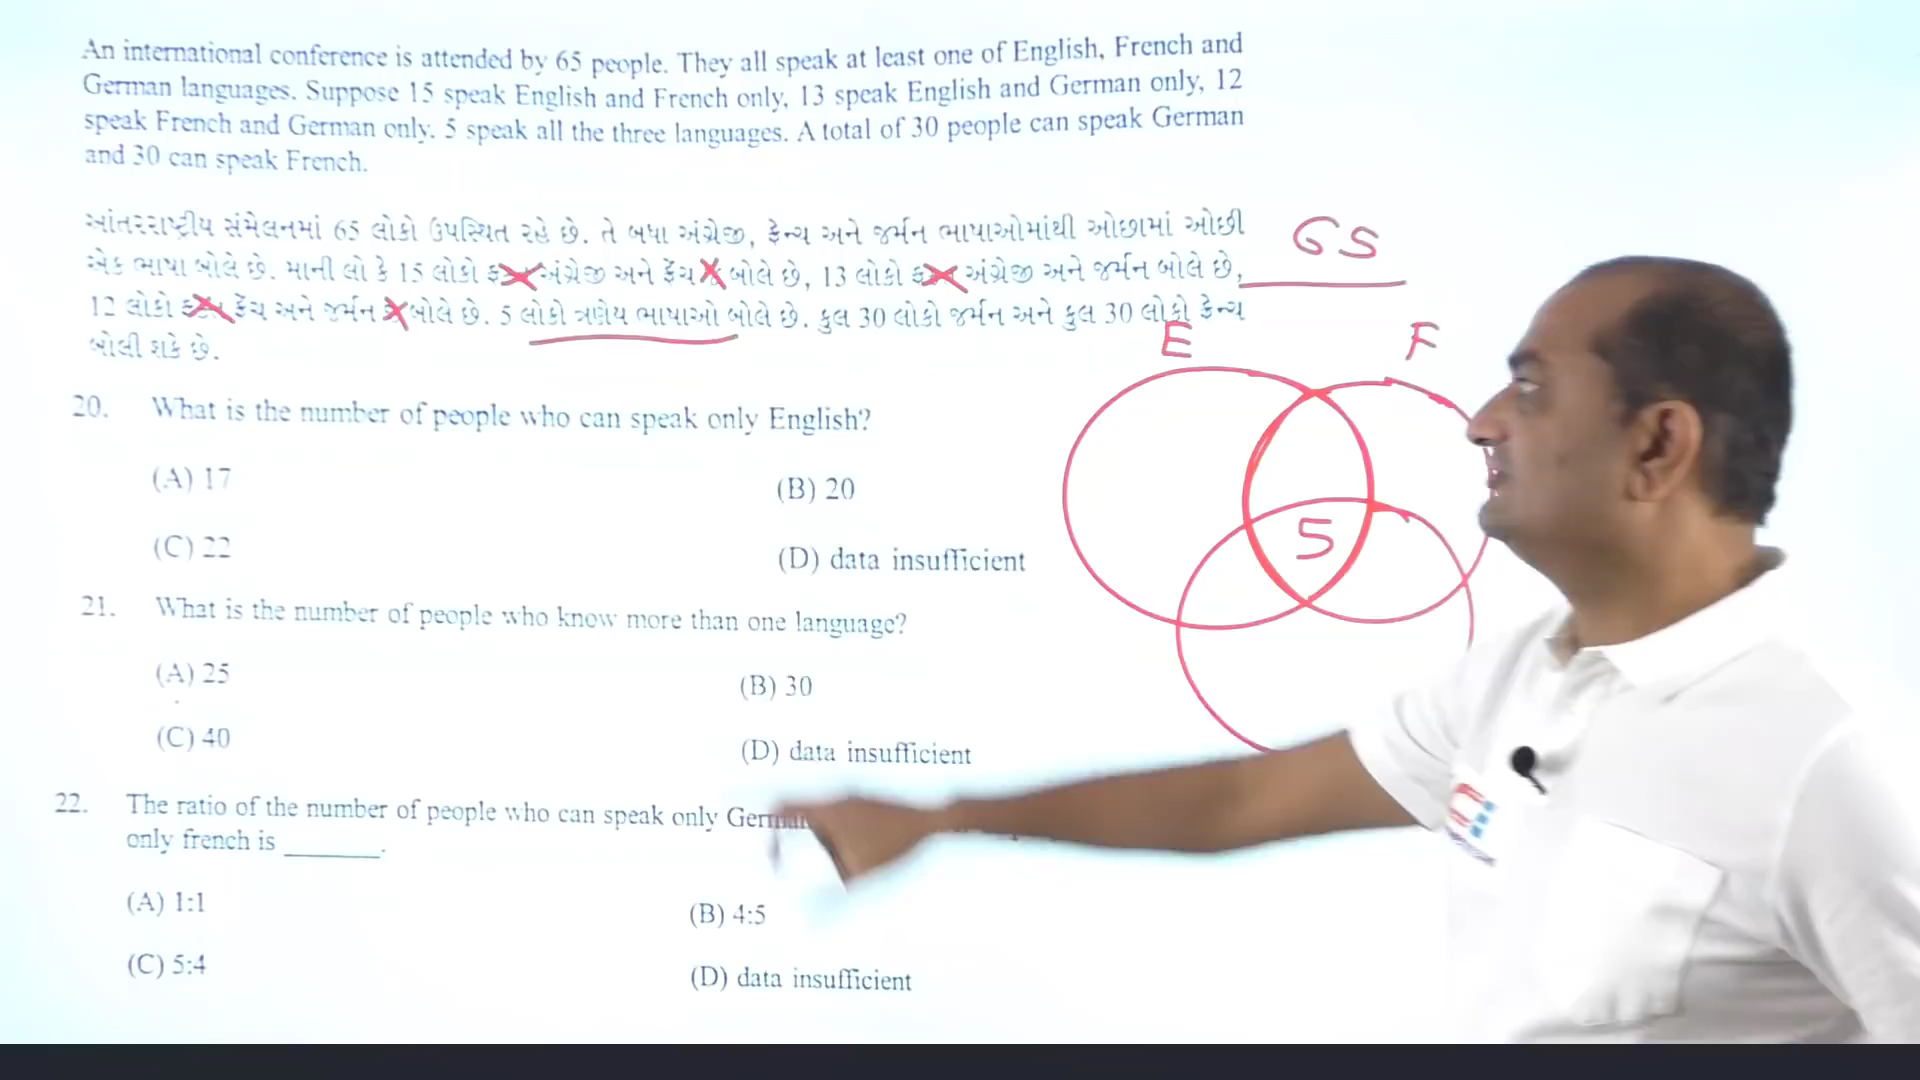 An international conference is attended by 65 people. They all speak at least one of English, French and
German languages. Suppose 15 speak English and French only, 13 speak English and German only, 12
speak French and German only. 5 speak all the three languages. A total of 30 people can speak German
and 30 can speak French.
આંતરરાષ્ટ્રીય સંમેલનમાં 65 લોકો ઉપસ્થિત રહે છે. તે બધા અંગ્રેજી, ફ્રેન્ચ અને જર્મન ભાષાઓમાંથી ઓછામાં ઓછી
એક ભાષા બોલે છે. માની લો કે 15 લોકો અંગ્રેજી અને ફ્રેંચ બોલે છે, 13 લોકો અંગ્રેજી અને જર્મન બોલે છે,
12 લોકો ફ્રેંચ અને જર્મન બોલે છે. 5 લોકો ત્રણેય ભાષાઓ બોલે છે. કુલ 30 લોકો જર્મન અને કુલ 30 લોકો ફ્રેન્ચ
બોલી શકે છે.
65
E
F
5
20. What is the number of people who can speak only English?
(A) 17
(B) 20
(C) 22
(D) data insufficient
21. What is the number of people who know more than one language?
(A) 25
(B) 30
(C) 40
(D) data insufficient
22. The ratio of the number of people who can speak only
only french is ______.
(A) 1:1
(B) 4:5
(C) 5:4
(D) data insufficient